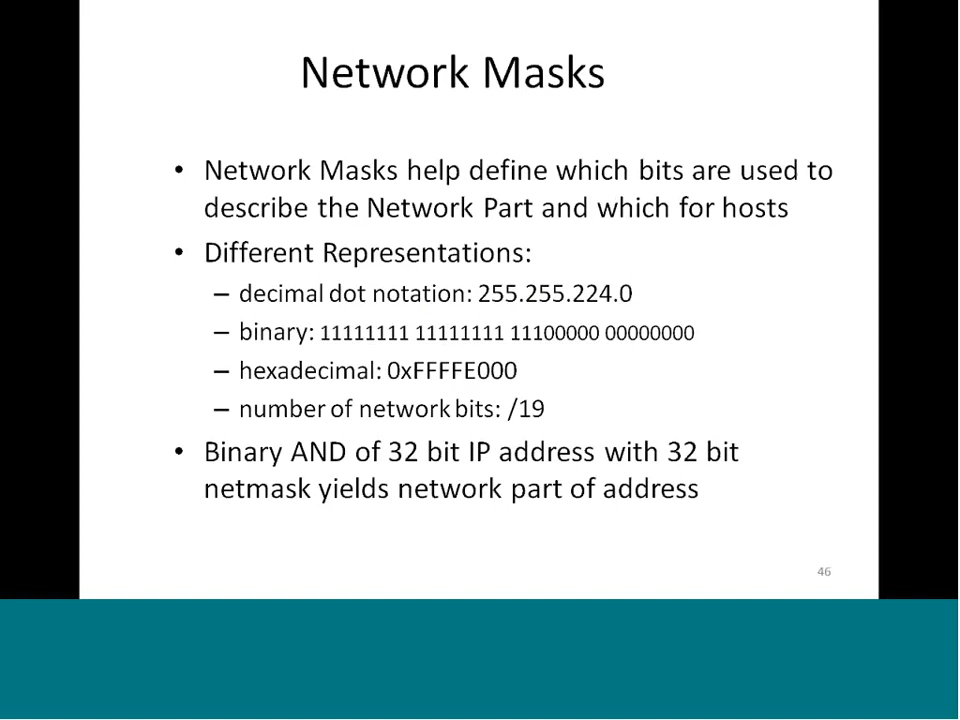 Network Masks
• Network Masks help define which bits are used to
describe the Network Part and which for hosts
• Different Representations:
– decimal dot notation: 255.255.224.0
– binary: 11111111 11111111 11100000 00000000
– hexadecimal: 0xFFFFE000
– number of network bits: /19
• Binary AND of 32 bit IP address with 32 bit
netmask yields network part of address
46